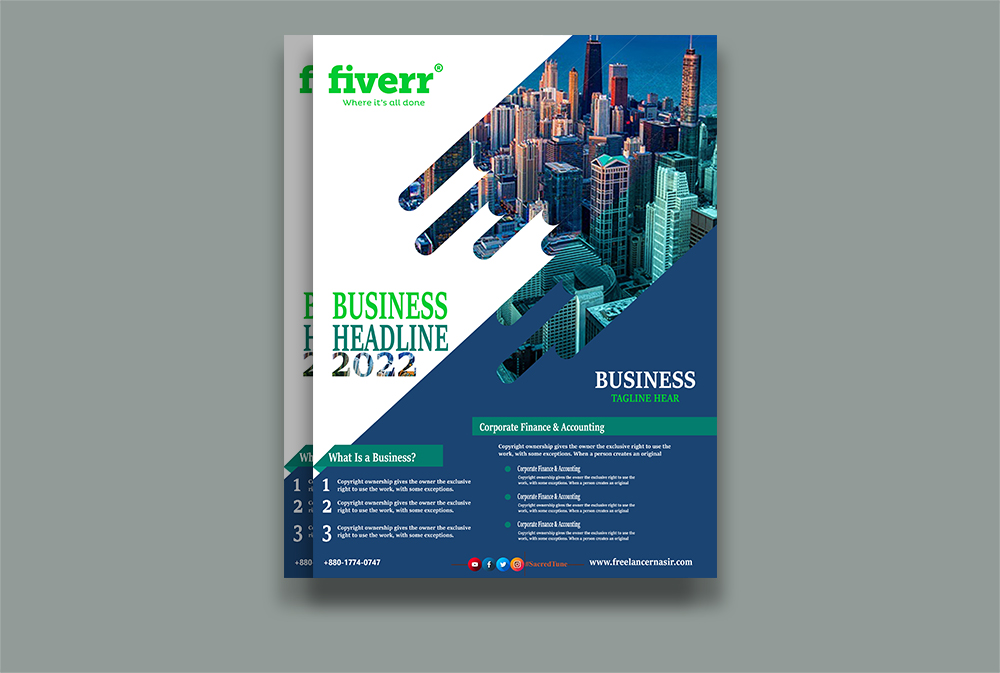 fiverr®
Where it's all done
BUSINESS
HEADLINE
2022
BUSINESS
TAGLINE HEAR
Corporate Finance & Accounting
Copyright ownership gives the owner the exclusive right to use the
work, with some exceptions. When a person creates an original
Corporate Finance & Accounting
Copyright ownership gives the owner the exclusive right to use the
work, with some exceptions. When a person creates an original
Corporate Finance & Accounting
Copyright ownership gives the owner the exclusive right to use the
work, with some exceptions. When a person creates an original
Corporate Finance & Accounting
Copyright ownership gives the owner the exclusive right to use the
work, with some exceptions. When a person creates an original
What Is a Business?
1 Copyright ownership gives the owner the exclusive
right to use the work, with some exceptions.
2 Copyright ownership gives the owner the exclusive
right to use the work, with some exceptions.
3 Copyright ownership gives the owner the exclusive
right to use the work, with some exceptions.
+880-1774-0747
#SacredTune
www.freelancernasir.com
f
B
H
2
Wh
1
2
3
+880-